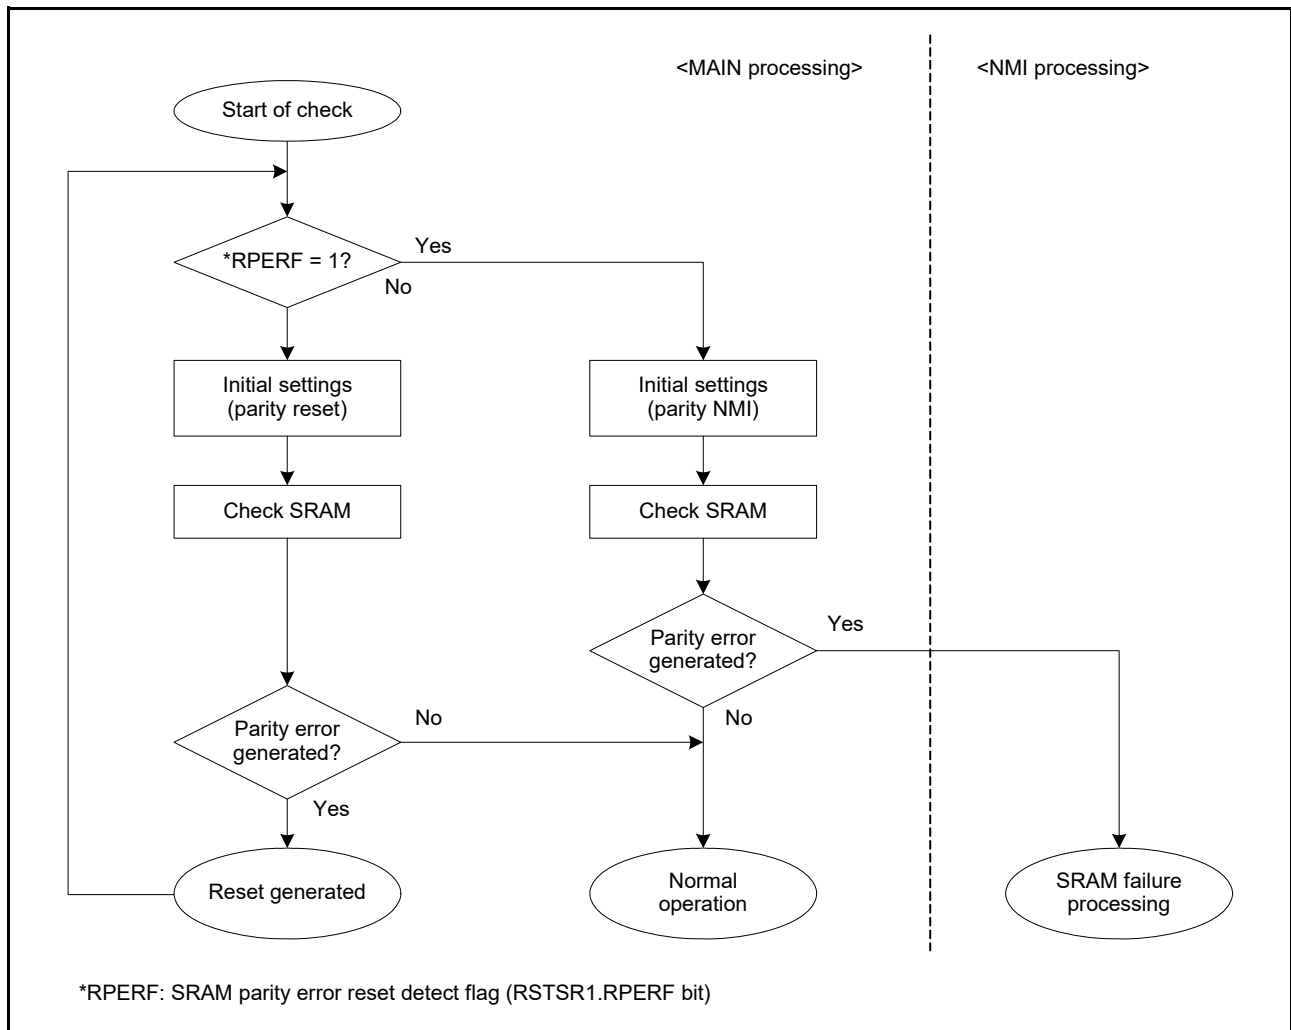 <MAIN processing>
<NMI processing>
Start of check
*RPERF = 1?
Yes
No
Initial settings
(parity reset)
Initial settings
(parity NMI)
Check SRAM
Check SRAM
Parity error
generated?
Yes
No
Parity error
generated?
No
Yes
Reset generated
Normal
operation
SRAM failure
processing
*RPERF: SRAM parity error reset detect flag (RSTSR1.RPERF bit)